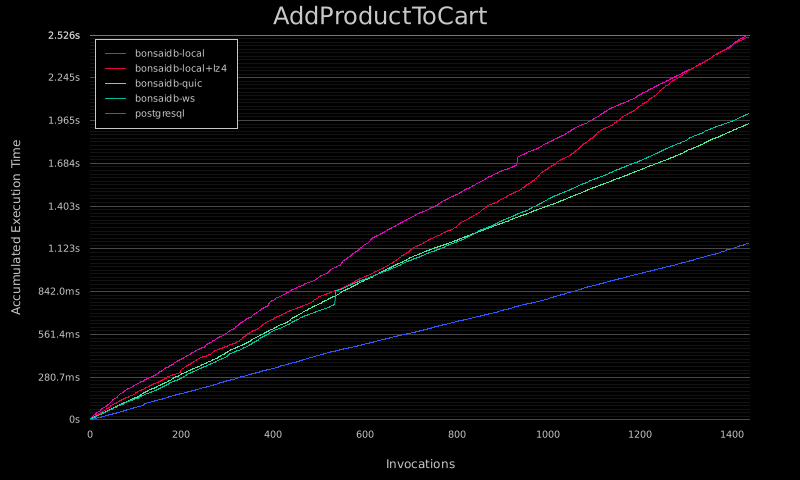 AddProductToCart
2.526s
2.245s
1.965s
1.684s
1.403s
1.123s
842.0ms
561.4ms
280.7ms
0s
bonsaidb-local
bonsaidb-local+lz4
bonsaidb-quic
bonsaidb-ws
postgresql
Accumulated Execution Time
0 200 400 600 800 1000 1200 1400
Invocations